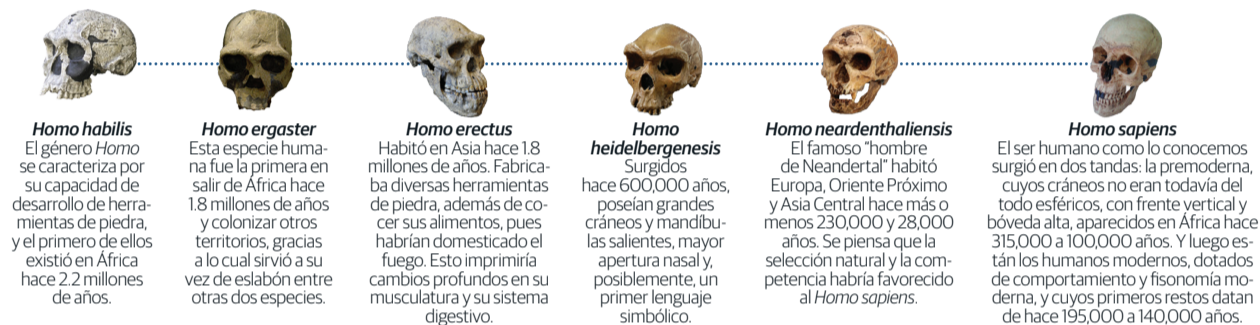 Homo habilis
El género Homo
se caracteriza por
su capacidad de
desarrollo de herra-
mientas de piedra,
y el primero de ellos
existió en África
hace 2.2 millones
de años.
Homo ergaster
Esta especie huma-
na fue la primera en
salir de África hace
1.8 millones de años
y colonizar otros
territorios, gracias
a lo cual sirvió a su
vez de eslabón entre
otras dos especies.
Homo erectus
Habitó en Asia hace 1.8
millones de años. Fabrica-
ba diversas herramientas
de piedra, además de co-
cer sus alimentos, pues
habrían domesticado el
fuego. Esto imprimiría
cambios profundos en su
musculatura y su sistema
digestivo.
Homo
heidelbergenesis
Surgidos
hace 600,000 años,
poseían grandes
cráneos y mandíbu-
las salientes, mayor
apertura nasal y,
posiblemente, un
primer lenguaje
simbólico.
Homo neardenthaliensis
El famoso "hombre
de Neandertal" habitó
Europa, Oriente Próximo
y Asia Central hace más o
menos 230,000 y 28,000
años. Se piensa que la
selección natural y la com-
petencia habría favorecido
al Homo sapiens.
Homo sapiens
El ser humano como lo conocemos
surgió en dos tandas: la premoderna,
cuyos cráneos no eran todavía del
todo esféricos, con frente vertical y
bóveda alta, aparecidos en África hace
315,000 a 100,000 años. Y luego es-
tán los humanos modernos, dotados
de comportamiento y fisonomía mo-
derna, y cuyos primeros restos datan
de hace 195,000 a 140,000 años.